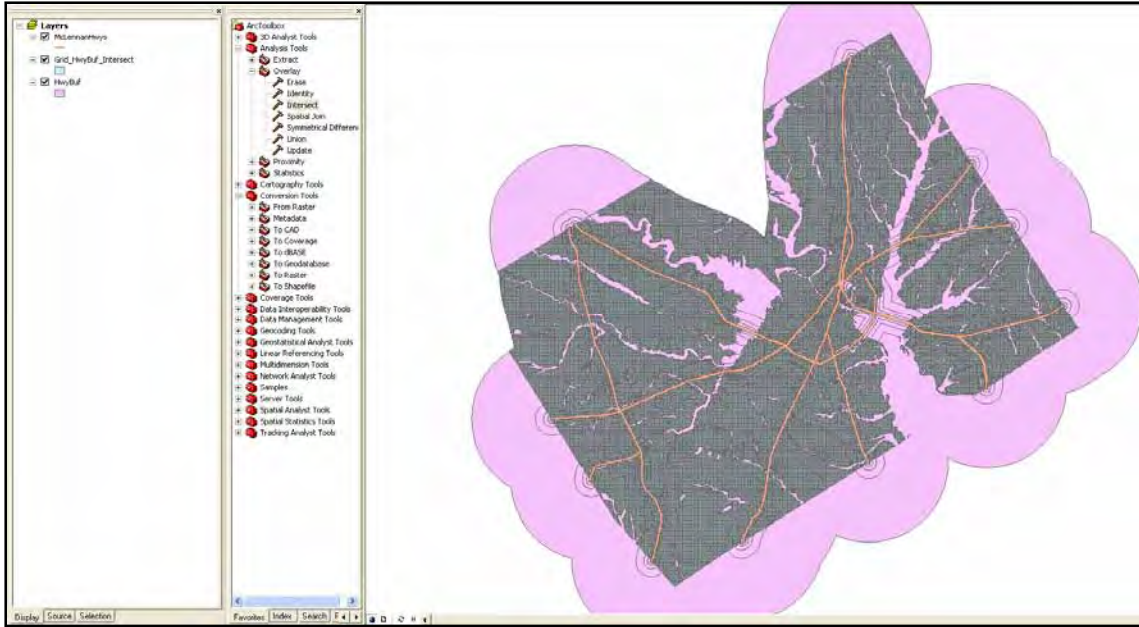 Layers
McLennanHwys
Grid_HwyBuf_Intersect
HwyBuf
Display
Source
Selection
ArcToolbox
3D Analyst Tools
Analysis Tools
Extract
Overlay
Erase
Identity
Intersect
Spatial Join
Symmetrical Differen
Union
Update
Proximity
Statistics
Cartography Tools
Conversion Tools
From Raster
Metadata
To CAD
To Coverage
To dBASE
To Geodatabase
To Raster
To Shapefile
Coverage Tools
Data Interoperability Tools
Data Management Tools
Geocoding Tools
Geostatistical Analyst Tools
Linear Referencing Tools
Multidimension Tools
Network Analyst Tools
Samples
Server Tools
Spatial Analyst Tools
Spatial Statistics Tools
Tracking Analyst Tools
Favorites
Index
Search